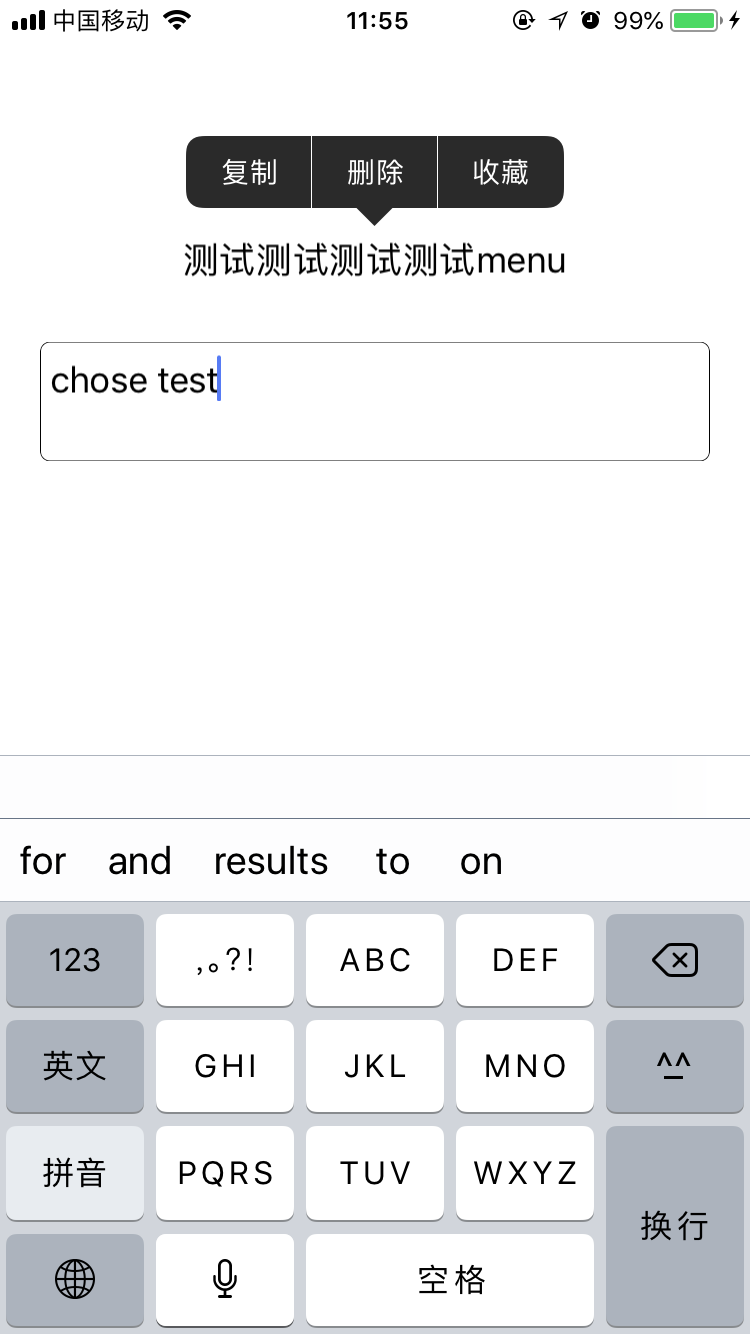 中国移动 11:55 99%
复制 删除 收藏
测试测试测试测试menu
chose test
for and results to on
123 ,。?! ABC DEF
英文 GHI JKL MNO ^^
拼音 PQRS TUV WXYZ
换行
空格